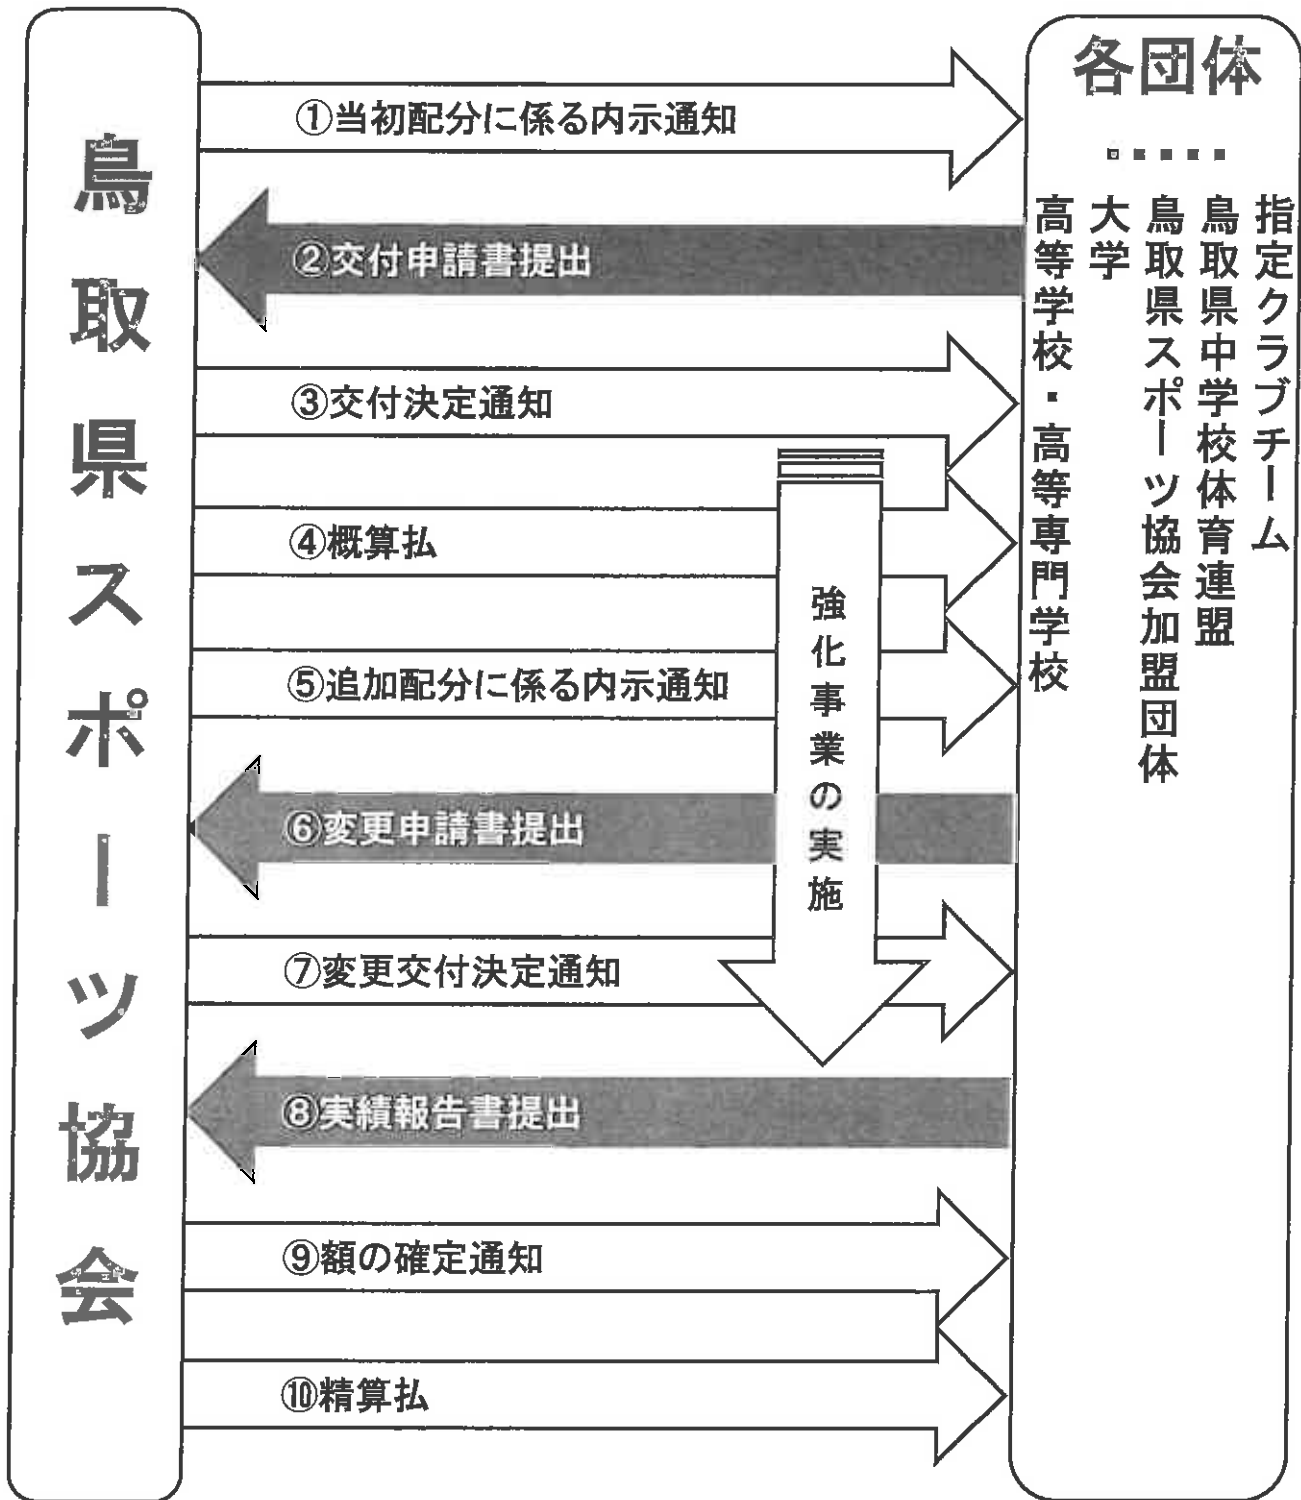 鳥取県スポーツ協会
各団体
・・・・・
指定クラブチーム
鳥取県中学校体育連盟
鳥取県スポーツ協会加盟団体
大学
高等学校・高等専門学校
①当初配分に係る内示通知
②交付申請書提出
③交付決定通知
④概算払
⑤追加配分に係る内示通知
⑥変更申請書提出
⑦変更交付決定通知
⑧実績報告書提出
⑨額の確定通知
⑩精算払
強化事業の実施